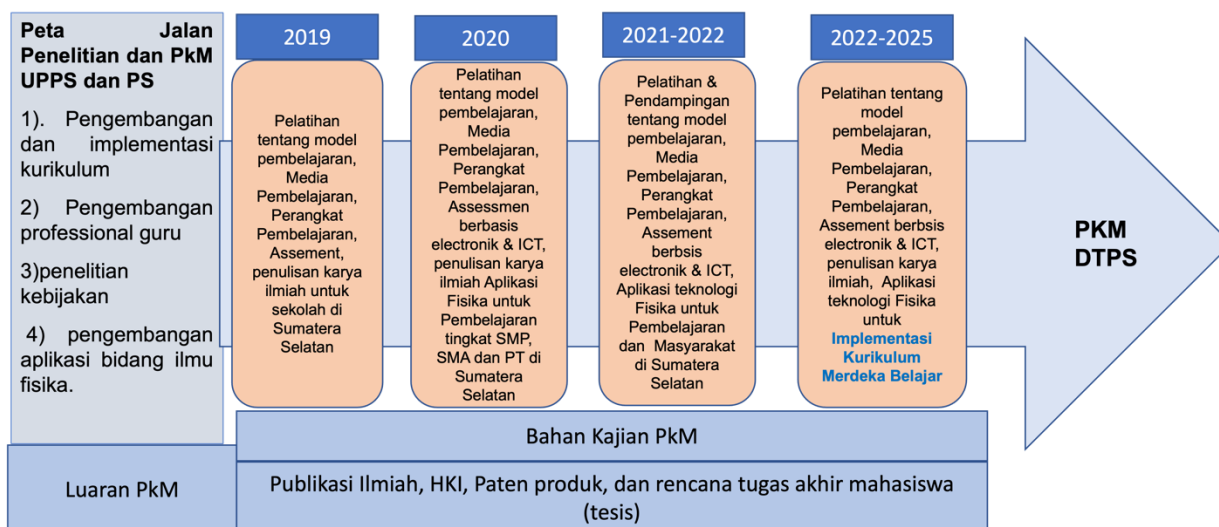 Peta Jalan
Penelitian dan PkM
UPPS dan PS
1). Pengembangan
dan implementasi
kurikulum
2) Pengembangan
professional guru
3)penelitian
kebijakan
4) pengembangan
aplikasi bidang ilmu
fisika.
2019
Pelatihan
tentang model
pembelajaran,
Media
Pembelajaran,
Perangkat
Pembelajaran,
Assement,
penulisan karya
ilmiah untuk
sekolah di
Sumatera
Selatan
2020
Pelatihan
tentang model
pembelajaran,
Media
Pembelajaran,
Perangkat
Pembelajaran,
Assessmen
berbasis
electronik & ICT,
penulisan karya
ilmiah Aplikasi
Fisika untuk
Pembelajaran
tingkat SMP,
SMA dan PT di
Sumatera
Selatan
2021-2022
Pelatihan &
Pendampingan
tentang model
pembelajaran,
Media
Pembelajaran,
Perangkat
Pembelajaran,
Assement
berbsis
electronik & ICT,
Aplikasi teknologi
Fisika untuk
Pembelajaran
dan Masyarakat
di Sumatera
Selatan
2022-2025
Pelatihan tentang
model
pembelajaran,
Media
Pembelajaran,
Perangkat
Pembelajaran,
Assement berbsis
electronik & ICT,
penulisan karya
ilmiah, Aplikasi
teknologi Fisika
untuk
Implementasi
Kurikulum
Merdeka Belajar
PKM
DTPS
Bahan Kajian PkM
Luaran PkM
Publikasi Ilmiah, HKI, Paten produk, dan rencana tugas akhir mahasiswa
(tesis)